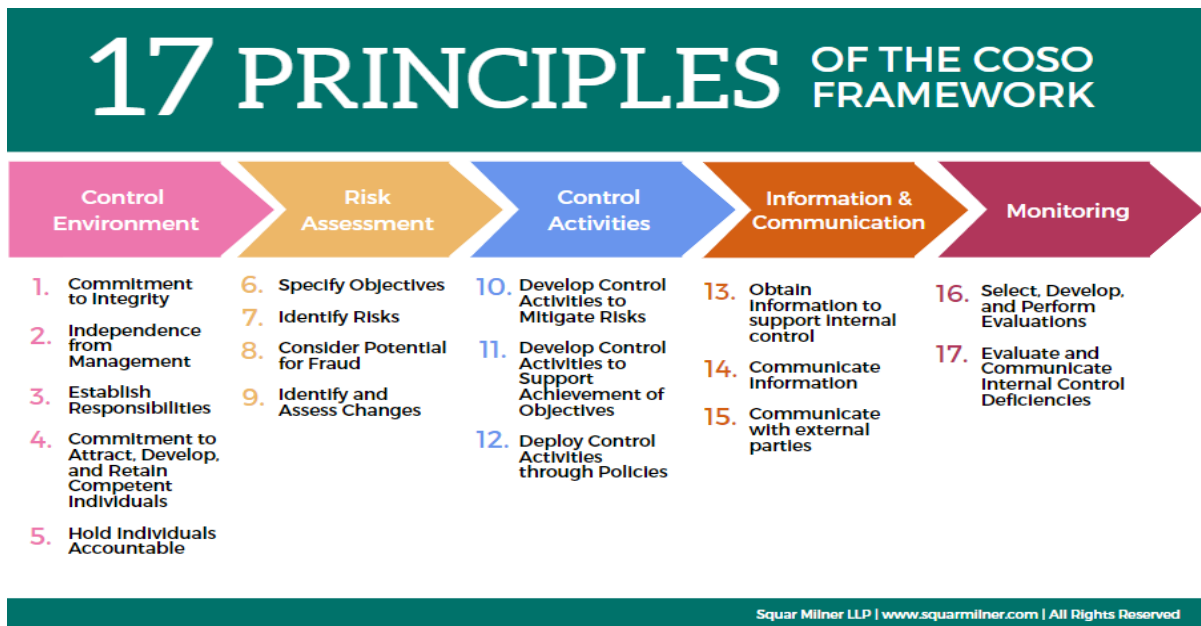 17 PRINCIPLES OF THE COSO
FRAMEWORK
Control
Environment
Risk
Assessment
Control
Activities
Information &
Communication
Monitoring
1. Commitment
to Integrity
2. Independence
from
Management
3. Establish
Responsibilities
4. Commitment to
Attract, Develop,
and Retain
Competent
Individuals
5. Hold Individuals
Accountable
6. Specify Objectives
7. Identify Risks
8. Consider Potential
for Fraud
9. Identify and
Assess Changes
10. Develop Control
Activities to
Mitigate Risks
11. Develop Control
Activities to
Support
Achievement of
Objectives
12. Deploy Control
Activities
through Policies
13. Obtain
information to
support internal
control
14. Communicate
Information
15. Communicate
with external
parties
16. Select, Develop,
and Perform
Evaluations
17. Evaluate and
Communicate
Internal Control
Deficiencies
Squar Milner LLP | www.squarmilner.com | All Rights Reserved